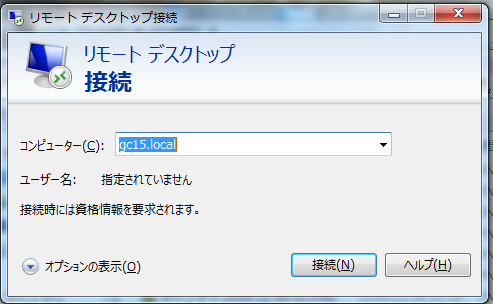 リモート デスクトップ接続
リモート デスクトップ
接続
コンピューター(C): gc15.local
ユーザー名: 指定されていません
接続時には資格情報を要求されます。
オプションの表示(O) 接続(N) ヘルプ(H)